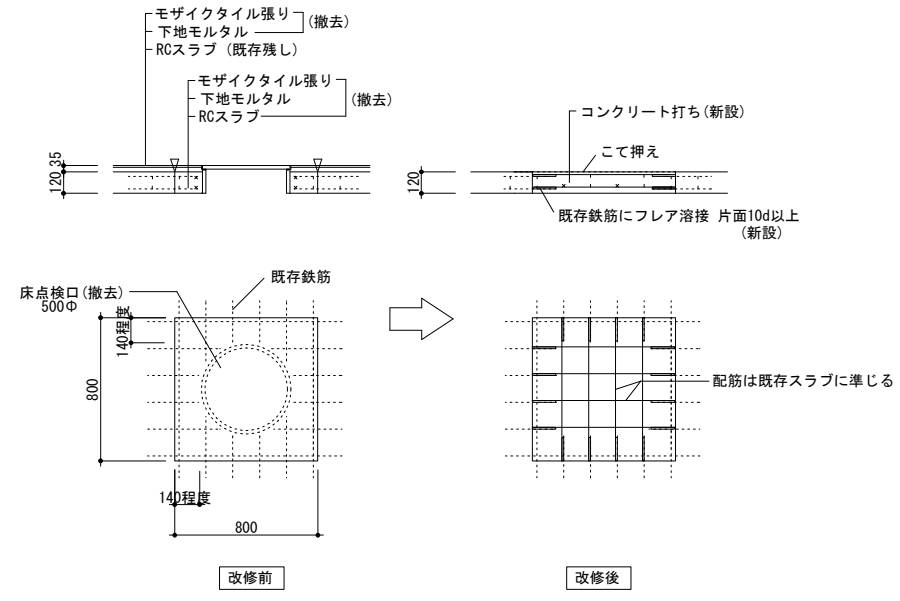 モザイクタイル張り
下地モルタル
(撤去)
RCスラブ (既存残し)
モザイクタイル張り
下地モルタル
(撤去)
RCスラブ
35
120
コンクリート打ち(新設)
こて押え
120
既存鉄筋にフレア溶接 片面10d以上
(新設)
既存鉄筋
床点検口(撤去)
500Φ
140程度
800
140程度
800
配筋は既存スラブに準じる
改修前
改修後